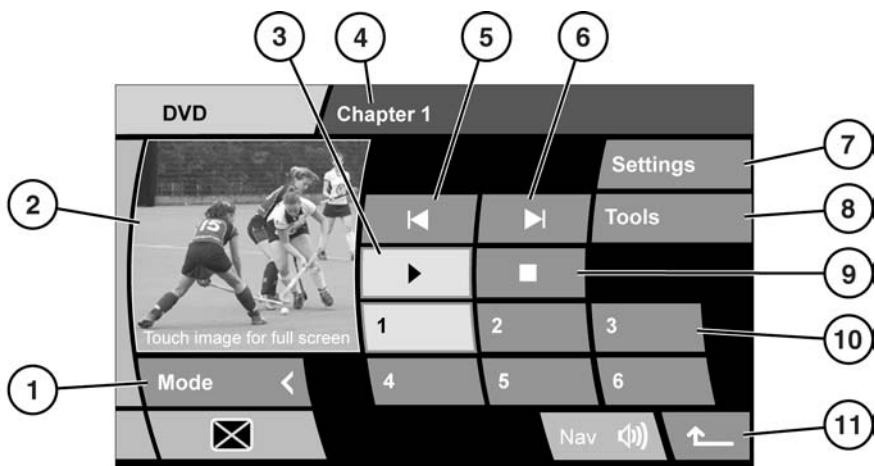 3 4 5 6
DVD Chapter 1
Settings 7
Tools 8
2
15
9
Touch image for full screen
1 2 3
10
1 Mode
4 5 6
Nav
11